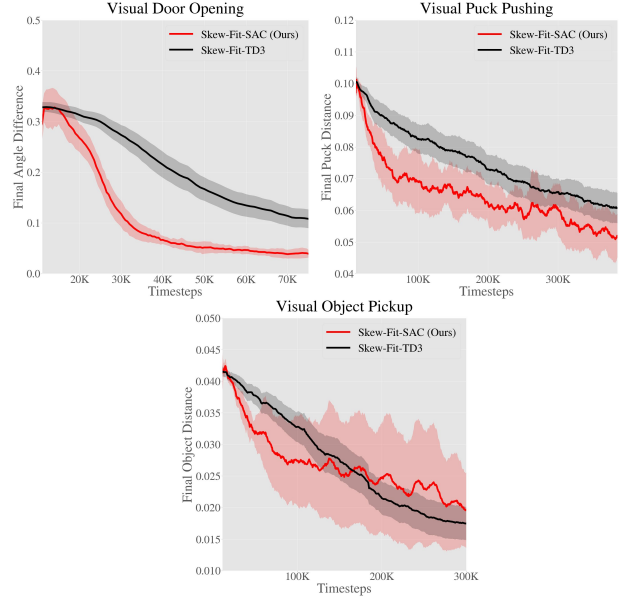 Visual Door Opening
Skew-Fit-SAC (Ours)
Skew-Fit-TD3
Final Angle Difference
0.5
0.4
0.3
0.2
0.1
0.0
20K 30K 40K 50K 60K 70K
Timesteps
Visual Puck Pushing
Skew-Fit-SAC (Ours)
Skew-Fit-TD3
Final Puck Distance
0.12
0.11
0.10
0.09
0.08
0.07
0.06
0.05
0.04
100K 200K 300K
Timesteps
Visual Object Pickup
Skew-Fit-SAC (Ours)
Skew-Fit-TD3
Final Object Distance
0.050
0.045
0.040
0.035
0.030
0.025
0.020
0.015
0.010
100K 200K 300K
Timesteps